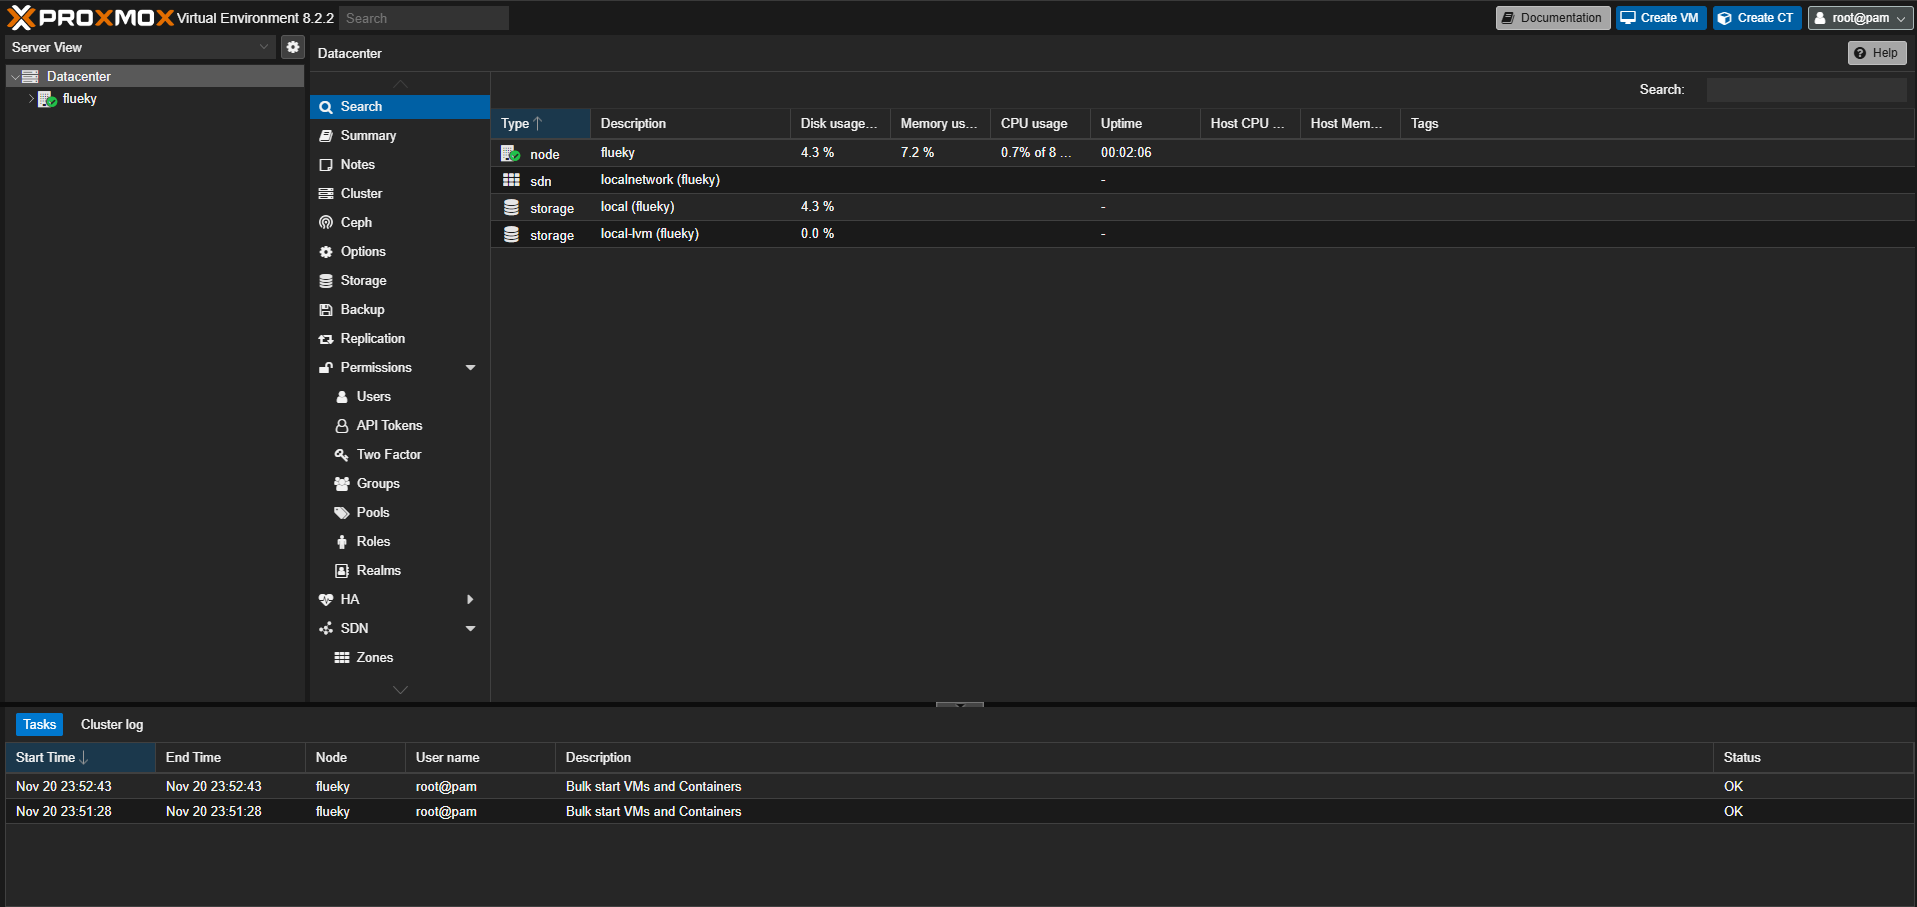 PROXMOX Virtual Environment 8.2.2 Search Documentation Create VM Create CT root@pam
Server View
Datacenter
Help
Datacenter
flueky
Search
Summary
Notes
Cluster
Ceph
Options
Storage
Backup
Replication
Permissions
Users
API Tokens
Two Factor
Groups
Pools
Roles
Realms
HA
SDN
Zones
Search:
Type Description Disk usage... Memory us... CPU usage Uptime Host CPU ... Host Mem... Tags
node flueky 4.3 % 7.2 % 0.7% of 8 ... 00:02:06
sdn localnetwork (flueky) -
storage local (flueky) 4.3 % -
storage local-lvm (flueky) 0.0 % -
Tasks Cluster log
Start Time End Time Node User name Description Status
Nov 20 23:52:43 Nov 20 23:52:43 flueky root@pam Bulk start VMs and Containers OK
Nov 20 23:51:28 Nov 20 23:51:28 flueky root@pam Bulk start VMs and Containers OK